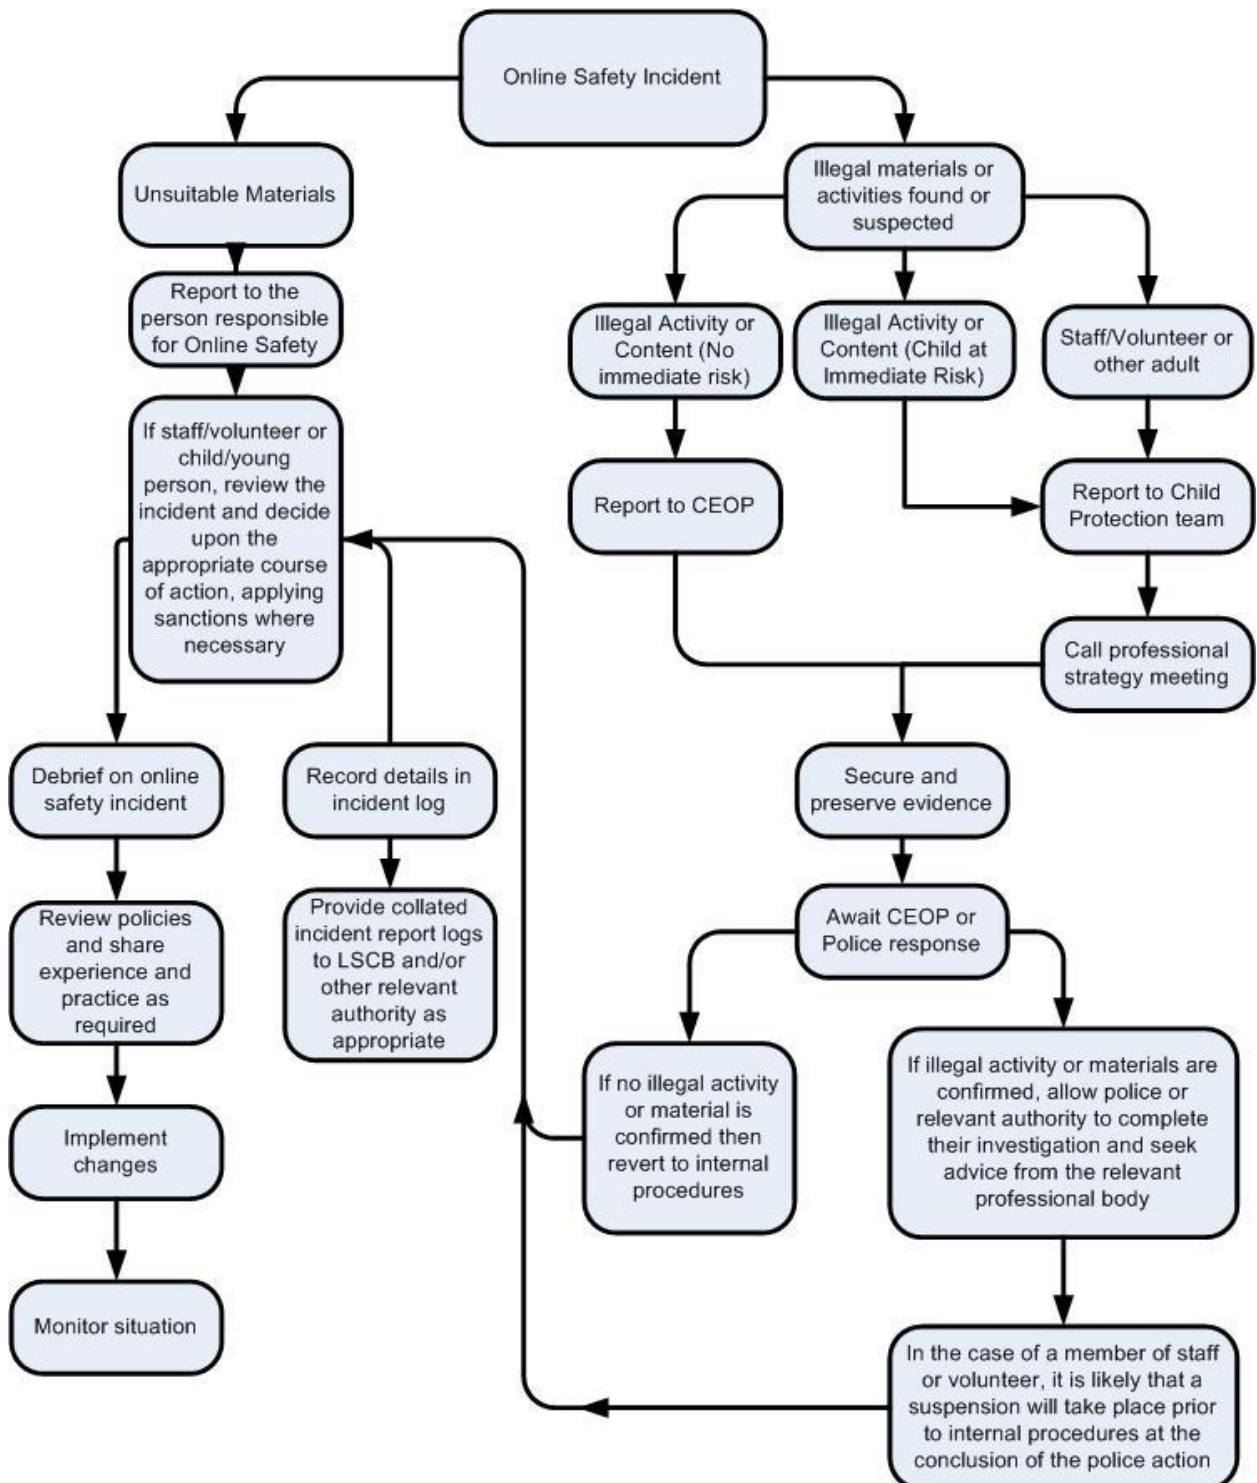 Online Safety Incident
Unsuitable Materials
Report to the
person responsible
for Online Safety
If staff/volunteer or
child/young
person, review the
incident and decide
upon the
appropriate course
of action, applying
sanctions where
necessary
Debrief on online
safety incident
Review policies
and share
experience and
practice as
required
Implement
changes
Monitor situation
Record details in
incident log
Provide collated
incident report logs
to LSCB and/or
other relevant
authority as
appropriate
Illegal materials or
activities found or
suspected
Illegal Activity or
Content (No
immediate risk)
Illegal Activity or
Content (Child at
Immediate Risk)
Staff/Volunteer or
other adult
Report to CEOP
Report to Child
Protection team
Call professional
strategy meeting
Secure and
preserve evidence
Await CEOP or
Police response
If no illegal activity
or material is
confirmed then
revert to internal
procedures
If illegal activity or materials are
confirmed, allow police or
relevant authority to complete
their investigation and seek
advice from the relevant
professional body
In the case of a member of staff
or volunteer, it is likely that a
suspension will take place prior
to internal procedures at the
conclusion of the police action